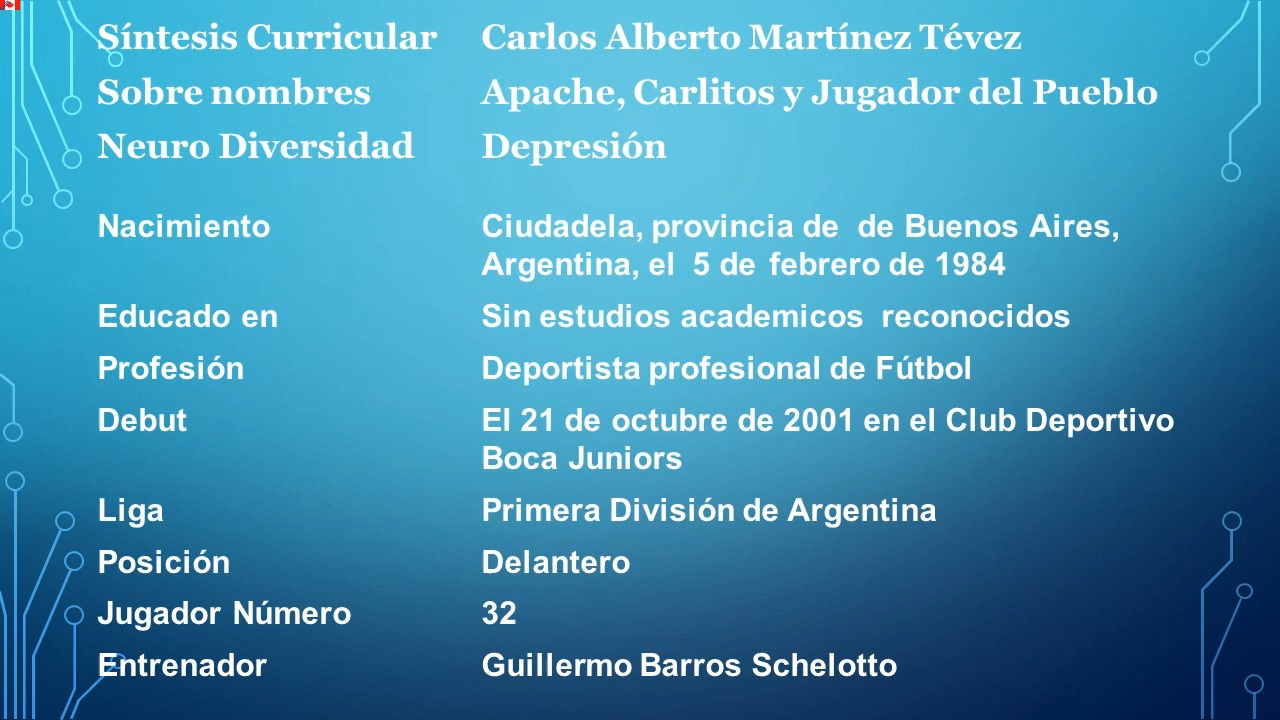 Síntesis Curricular Carlos Alberto Martínez Tévez
Sobre nombres Apache, Carlitos y Jugador del Pueblo
Neuro Diversidad Depresión
Nacimiento Ciudadela, provincia de  de Buenos Aires,
Argentina, el  5 de febrero de 1984
Educado en Sin estudios academicos  reconocidos
Profesión Deportista profesional de Fútbol
Debut El 21 de octubre de 2001 en el Club Deportivo
Boca Juniors
Liga Primera División de Argentina
Posición Delantero
Jugador Número 32
Entrenador Guillermo Barros Schelotto